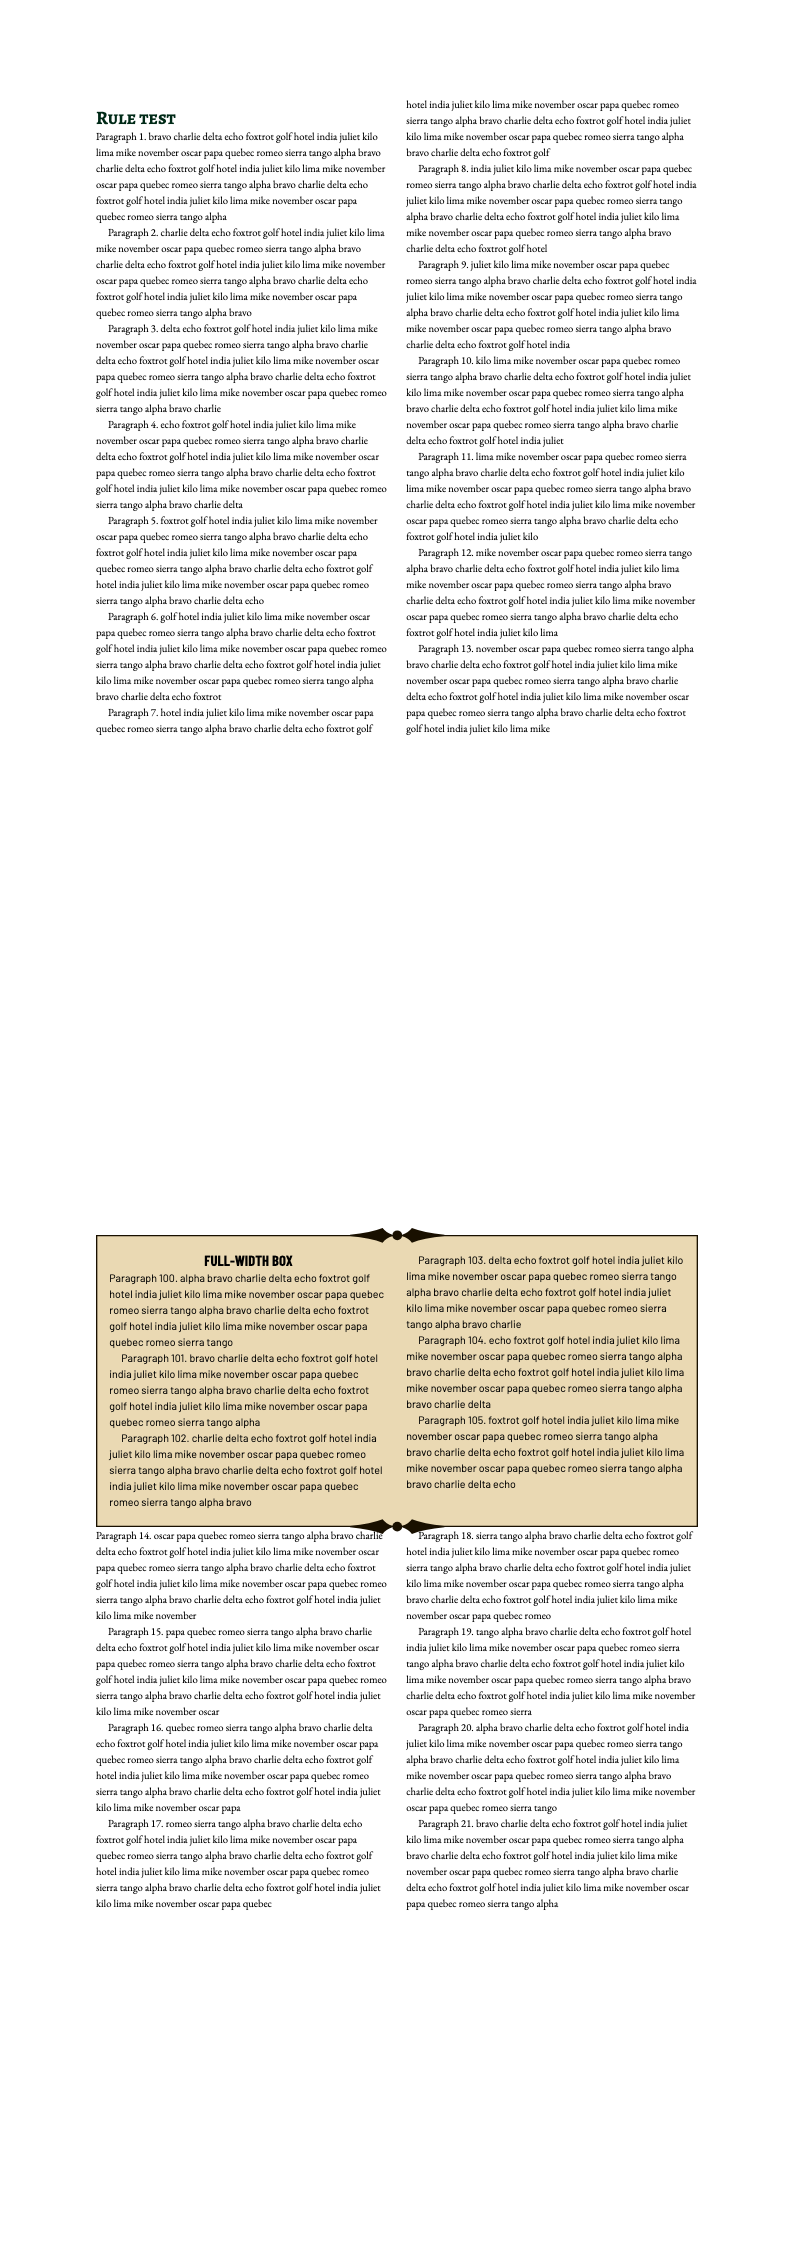 RULE TEST
Paragraph 1. bravo charlie delta echo foxtrot golf hotel india juliet kilo
lima mike november oscar papa quebec romeo sierra tango alpha bravo
charlie delta echo foxtrot golf hotel india juliet kilo lima mike november
oscar papa quebec romeo sierra tango alpha bravo charlie delta echo
foxtrot golf hotel india juliet kilo lima mike november oscar papa
quebec romeo sierra tango alpha
Paragraph 2. charlie delta echo foxtrot golf hotel india juliet kilo lima
mike november oscar papa quebec romeo sierra tango alpha bravo
charlie delta echo foxtrot golf hotel india juliet kilo lima mike november
oscar papa quebec romeo sierra tango alpha bravo charlie delta echo
foxtrot golf hotel india juliet kilo lima mike november oscar papa
quebec romeo sierra tango alpha bravo
Paragraph 3. delta echo foxtrot golf hotel india juliet kilo lima mike
november oscar papa quebec romeo sierra tango alpha bravo charlie
delta echo foxtrot golf hotel india juliet kilo lima mike november oscar
papa quebec romeo sierra tango alpha bravo charlie delta echo foxtrot
golf hotel india juliet kilo lima mike november oscar papa quebec romeo
sierra tango alpha bravo charlie
Paragraph 4. echo foxtrot golf hotel india juliet kilo lima mike
november oscar papa quebec romeo sierra tango alpha bravo charlie
delta echo foxtrot golf hotel india juliet kilo lima mike november oscar
papa quebec romeo sierra tango alpha bravo charlie delta echo foxtrot
golf hotel india juliet kilo lima mike november oscar papa quebec romeo
sierra tango alpha bravo charlie delta
Paragraph 5. foxtrot golf hotel india juliet kilo lima mike november
oscar papa quebec romeo sierra tango alpha bravo charlie delta echo
foxtrot golf hotel india juliet kilo lima mike november oscar papa
quebec romeo sierra tango alpha bravo charlie delta echo foxtrot golf
hotel india juliet kilo lima mike november oscar papa quebec romeo
sierra tango alpha bravo charlie delta echo
Paragraph 6. golf hotel india juliet kilo lima mike november oscar
papa quebec romeo sierra tango alpha bravo charlie delta echo foxtrot
golf hotel india juliet kilo lima mike november oscar papa quebec romeo
sierra tango alpha bravo charlie delta echo foxtrot golf hotel india juliet
kilo lima mike november oscar papa quebec romeo sierra tango alpha
bravo charlie delta echo foxtrot
Paragraph 7. hotel india juliet kilo lima mike november oscar papa
quebec romeo sierra tango alpha bravo charlie delta echo foxtrot golf
hotel india juliet kilo lima mike november oscar papa quebec romeo
sierra tango alpha bravo charlie delta echo foxtrot golf hotel india juliet
kilo lima mike november oscar papa quebec romeo sierra tango alpha
bravo charlie delta echo foxtrot golf
Paragraph 8. india juliet kilo lima mike november oscar papa quebec
romeo sierra tango alpha bravo charlie delta echo foxtrot golf hotel india
juliet kilo lima mike november oscar papa quebec romeo sierra tango
alpha bravo charlie delta echo foxtrot golf hotel india juliet kilo lima
mike november oscar papa quebec romeo sierra tango alpha bravo
charlie delta echo foxtrot golf hotel
Paragraph 9. juliet kilo lima mike november oscar papa quebec
romeo sierra tango alpha bravo charlie delta echo foxtrot golf hotel india
juliet kilo lima mike november oscar papa quebec romeo sierra tango
alpha bravo charlie delta echo foxtrot golf hotel india juliet kilo lima
mike november oscar papa quebec romeo sierra tango alpha bravo
charlie delta echo foxtrot golf hotel india
Paragraph 10. kilo lima mike november oscar papa quebec romeo
sierra tango alpha bravo charlie delta echo foxtrot golf hotel india juliet
kilo lima mike november oscar papa quebec romeo sierra tango alpha
bravo charlie delta echo foxtrot golf hotel india juliet kilo lima mike
november oscar papa quebec romeo sierra tango alpha bravo charlie
delta echo foxtrot golf hotel india juliet
Paragraph 11. lima mike november oscar papa quebec romeo sierra
tango alpha bravo charlie delta echo foxtrot golf hotel india juliet kilo
lima mike november oscar papa quebec romeo sierra tango alpha bravo
charlie delta echo foxtrot golf hotel india juliet kilo lima mike november
oscar papa quebec romeo sierra tango alpha bravo charlie delta echo
foxtrot golf hotel india juliet kilo
Paragraph 12. mike november oscar papa quebec romeo sierra tango
alpha bravo charlie delta echo foxtrot golf hotel india juliet kilo lima
mike november oscar papa quebec romeo sierra tango alpha bravo
charlie delta echo foxtrot golf hotel india juliet kilo lima mike november
oscar papa quebec romeo sierra tango alpha bravo charlie delta echo
foxtrot golf hotel india juliet kilo lima
Paragraph 13. november oscar papa quebec romeo sierra tango alpha
bravo charlie delta echo foxtrot golf hotel india juliet kilo lima mike
november oscar papa quebec romeo sierra tango alpha bravo charlie
delta echo foxtrot golf hotel india juliet kilo lima mike november oscar
papa quebec romeo sierra tango alpha bravo charlie delta echo foxtrot
golf hotel india juliet kilo lima mike
FULL-WIDTH BOX
Paragraph 100. alpha bravo charlie delta echo foxtrot golf
hotel india juliet kilo lima mike november oscar papa quebec
romeo sierra tango alpha bravo charlie delta echo foxtrot
golf hotel india juliet kilo lima mike november oscar papa
quebec romeo sierra tango
Paragraph 101. bravo charlie delta echo foxtrot golf hotel
india juliet kilo lima mike november oscar papa quebec
romeo sierra tango alpha bravo charlie delta echo foxtrot
golf hotel india juliet kilo lima mike november oscar papa
quebec romeo sierra tango alpha
Paragraph 102. charlie delta echo foxtrot golf hotel india
juliet kilo lima mike november oscar papa quebec romeo
sierra tango alpha bravo charlie delta echo foxtrot golf hotel
india juliet kilo lima mike november oscar papa quebec
romeo sierra tango alpha bravo
Paragraph 103. delta echo foxtrot golf hotel india juliet kilo
lima mike november oscar papa quebec romeo sierra tango
alpha bravo charlie delta echo foxtrot golf hotel india juliet
kilo lima mike november oscar papa quebec romeo sierra
tango alpha bravo charlie
Paragraph 104. echo foxtrot golf hotel india juliet kilo lima
mike november oscar papa quebec romeo sierra tango alpha
bravo charlie delta echo foxtrot golf hotel india juliet kilo lima
mike november oscar papa quebec romeo sierra tango alpha
bravo charlie delta
Paragraph 105. foxtrot golf hotel india juliet kilo lima mike
november oscar papa quebec romeo sierra tango alpha
bravo charlie delta echo foxtrot golf hotel india juliet kilo lima
mike november oscar papa quebec romeo sierra tango alpha
bravo charlie delta echo
Paragraph 14. oscar papa quebec romeo sierra tango alpha bravo charlie
delta echo foxtrot golf hotel india juliet kilo lima mike november oscar
papa quebec romeo sierra tango alpha bravo charlie delta echo foxtrot
golf hotel india juliet kilo lima mike november oscar papa quebec romeo
sierra tango alpha bravo charlie delta echo foxtrot golf hotel india juliet
kilo lima mike november
Paragraph 15. papa quebec romeo sierra tango alpha bravo charlie
delta echo foxtrot golf hotel india juliet kilo lima mike november oscar
papa quebec romeo sierra tango alpha bravo charlie delta echo foxtrot
golf hotel india juliet kilo lima mike november oscar papa quebec romeo
sierra tango alpha bravo charlie delta echo foxtrot golf hotel india juliet
kilo lima mike november oscar
Paragraph 16. quebec romeo sierra tango alpha bravo charlie delta
echo foxtrot golf hotel india juliet kilo lima mike november oscar papa
quebec romeo sierra tango alpha bravo charlie delta echo foxtrot golf
hotel india juliet kilo lima mike november oscar papa quebec romeo
sierra tango alpha bravo charlie delta echo foxtrot golf hotel india juliet
kilo lima mike november oscar papa
Paragraph 17. romeo sierra tango alpha bravo charlie delta echo
foxtrot golf hotel india juliet kilo lima mike november oscar papa
quebec romeo sierra tango alpha bravo charlie delta echo foxtrot golf
hotel india juliet kilo lima mike november oscar papa quebec romeo
sierra tango alpha bravo charlie delta echo foxtrot golf hotel india juliet
kilo lima mike november oscar papa quebec
Paragraph 18. sierra tango alpha bravo charlie delta echo foxtrot golf
hotel india juliet kilo lima mike november oscar papa quebec romeo
sierra tango alpha bravo charlie delta echo foxtrot golf hotel india juliet
kilo lima mike november oscar papa quebec romeo sierra tango alpha
bravo charlie delta echo foxtrot golf hotel india juliet kilo lima mike
november oscar papa quebec romeo
Paragraph 19. tango alpha bravo charlie delta echo foxtrot golf hotel
india juliet kilo lima mike november oscar papa quebec romeo sierra
tango alpha bravo charlie delta echo foxtrot golf hotel india juliet kilo
lima mike november oscar papa quebec romeo sierra tango alpha bravo
charlie delta echo foxtrot golf hotel india juliet kilo lima mike november
oscar papa quebec romeo sierra
Paragraph 20. alpha bravo charlie delta echo foxtrot golf hotel india
juliet kilo lima mike november oscar papa quebec romeo sierra tango
alpha bravo charlie delta echo foxtrot golf hotel india juliet kilo lima
mike november oscar papa quebec romeo sierra tango alpha bravo
charlie delta echo foxtrot golf hotel india juliet kilo lima mike november
oscar papa quebec romeo sierra tango
Paragraph 21. bravo charlie delta echo foxtrot golf hotel india juliet
kilo lima mike november oscar papa quebec romeo sierra tango alpha
bravo charlie delta echo foxtrot golf hotel india juliet kilo lima mike
november oscar papa quebec romeo sierra tango alpha bravo charlie
delta echo foxtrot golf hotel india juliet kilo lima mike november oscar
papa quebec romeo sierra tango alpha